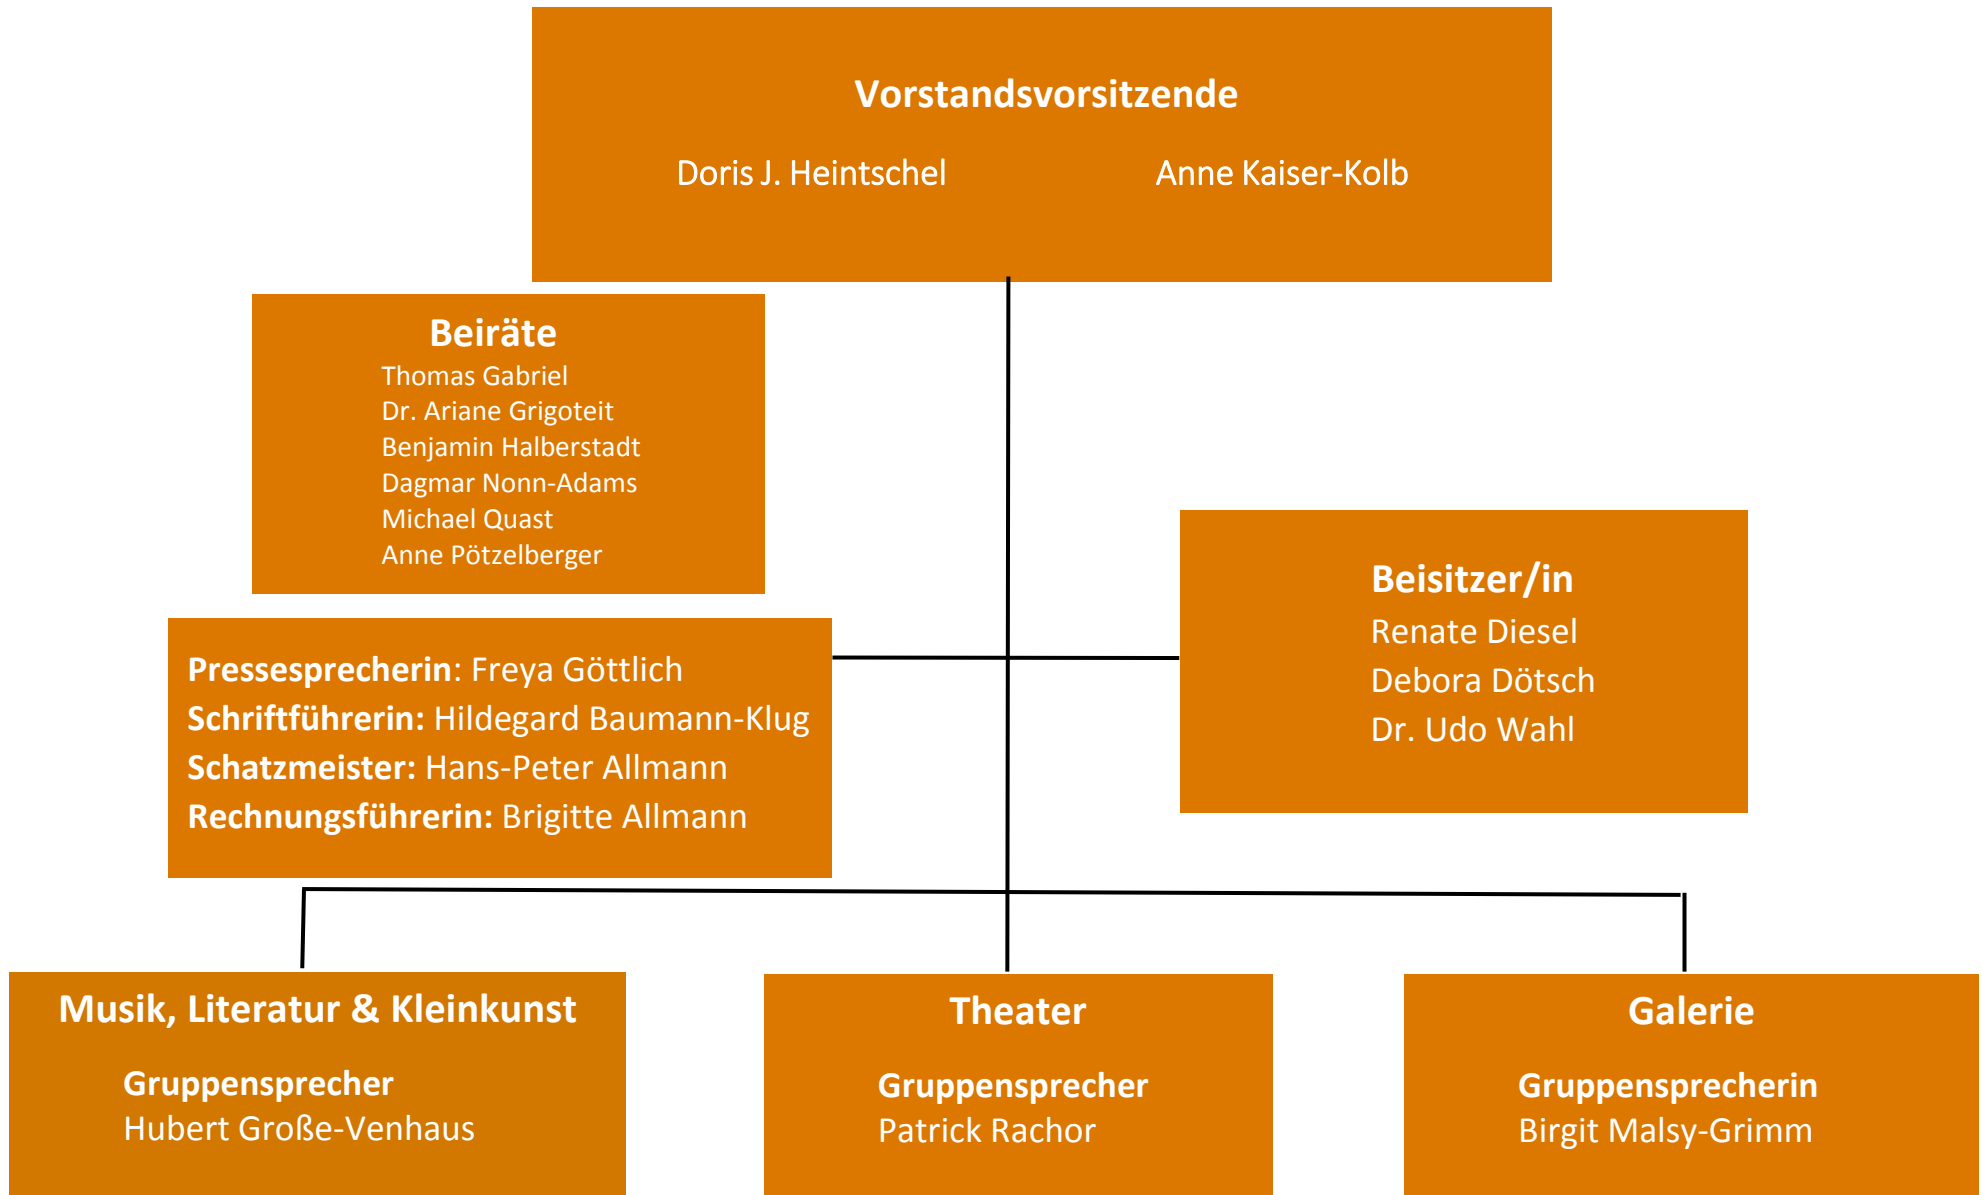 Vorstandsvorsitzende
Doris J. Heintschel Anne Kaiser-Kolb
Beiräte
Thomas Gabriel
Dr. Ariane Grigoteit
Benjamin Halberstadt
Dagmar Nonn-Adams
Michael Quast
Anne Pötzelberger
Beisitzer/in
Renate Diesel
Debora Dötsch
Dr. Udo Wahl
Pressesprecherin: Freya Göttlich
Schriftführerin: Hildegard Baumann-Klug
Schatzmeister: Hans-Peter Allmann
Rechnungsführerin: Brigitte Allmann
Musik, Literatur & Kleinkunst
Gruppensprecher
Hubert Große-Venhaus
Theater
Gruppensprecher
Patrick Rachor
Galerie
Gruppensprecherin
Birgit Malsy-Grimm